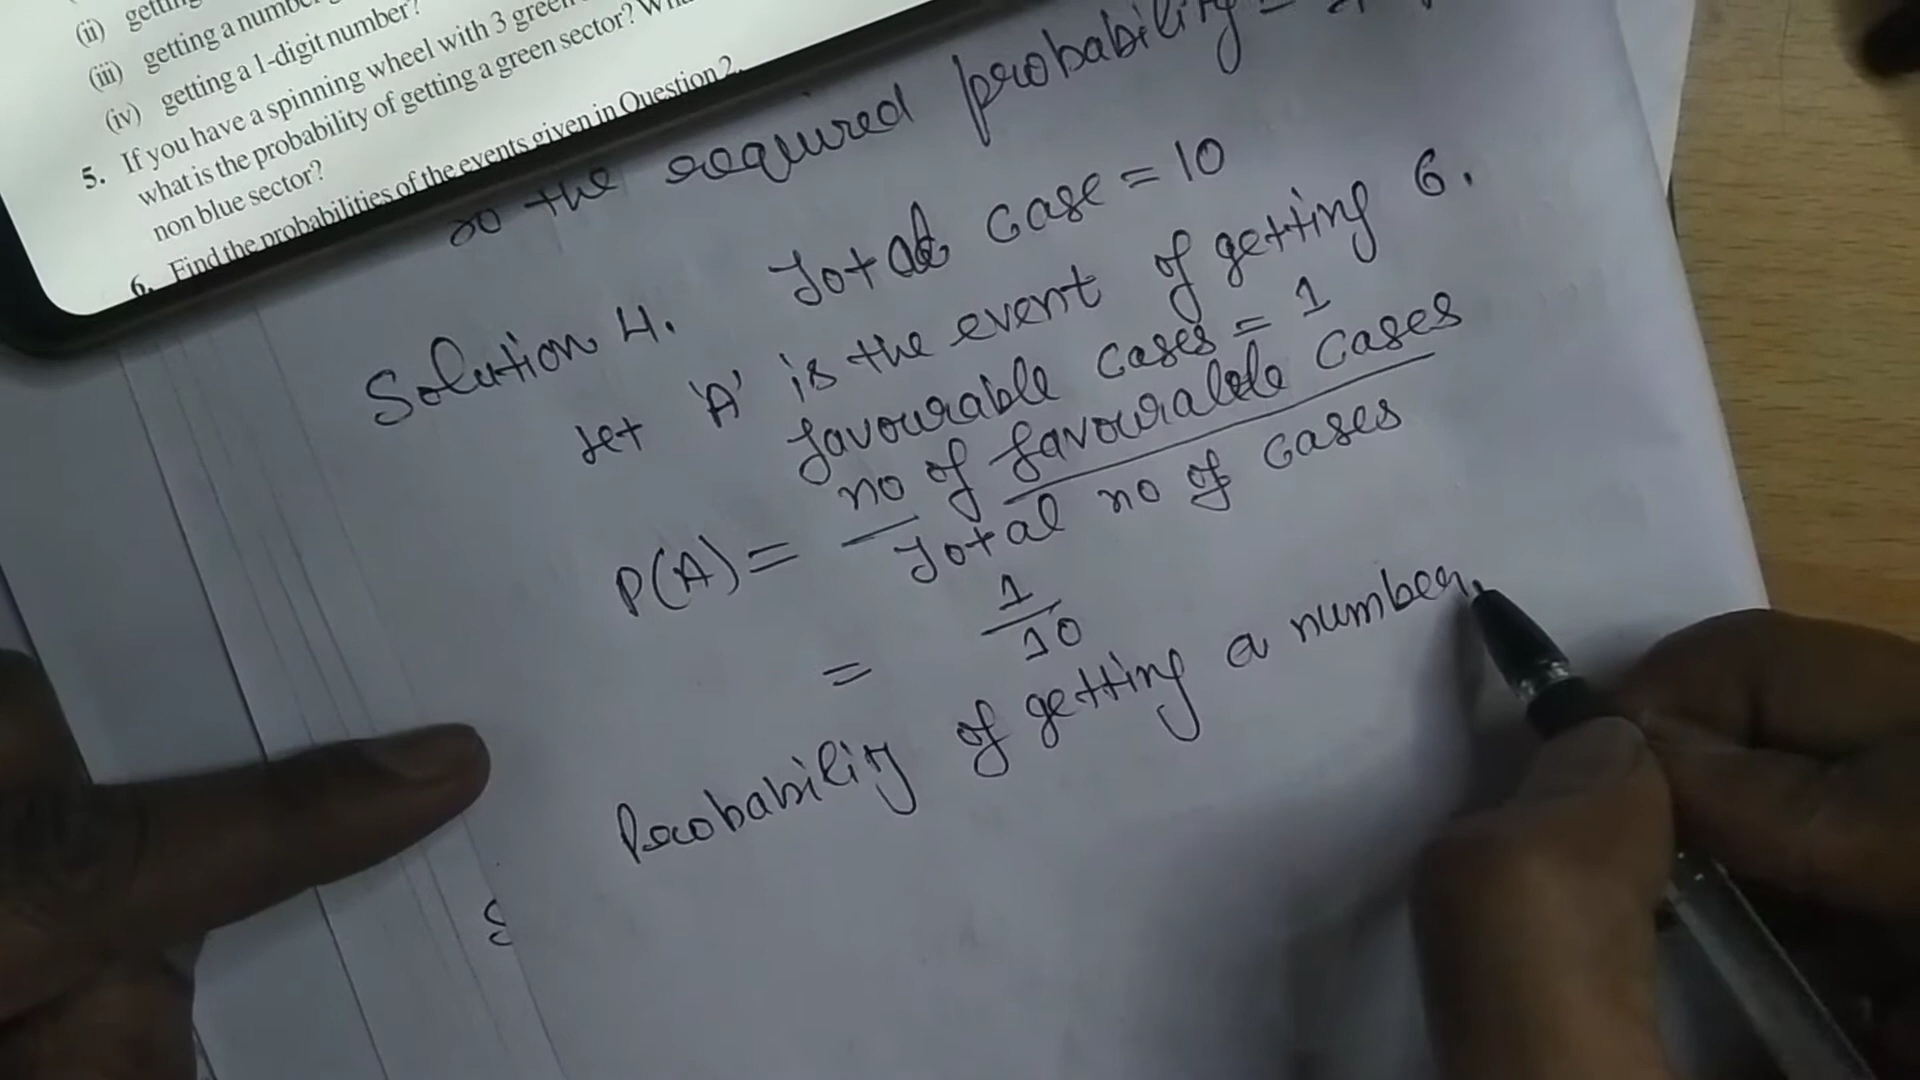 (ii) getting
(iii) getting a number
(iv) getting a 1-digit number?
5. If you have a spinning wheel with 3 green
what is the probability of getting a green sector?
non blue sector?
6. Find the probabilities of the events given in Question 2.
so the required probability =
Solution 4. Total case = 10
Let 'A' is the event of getting 6.
favourable cases = 1
P(A) = no of favourable cases
Total no of cases
= 1
10
Probability of getting a number